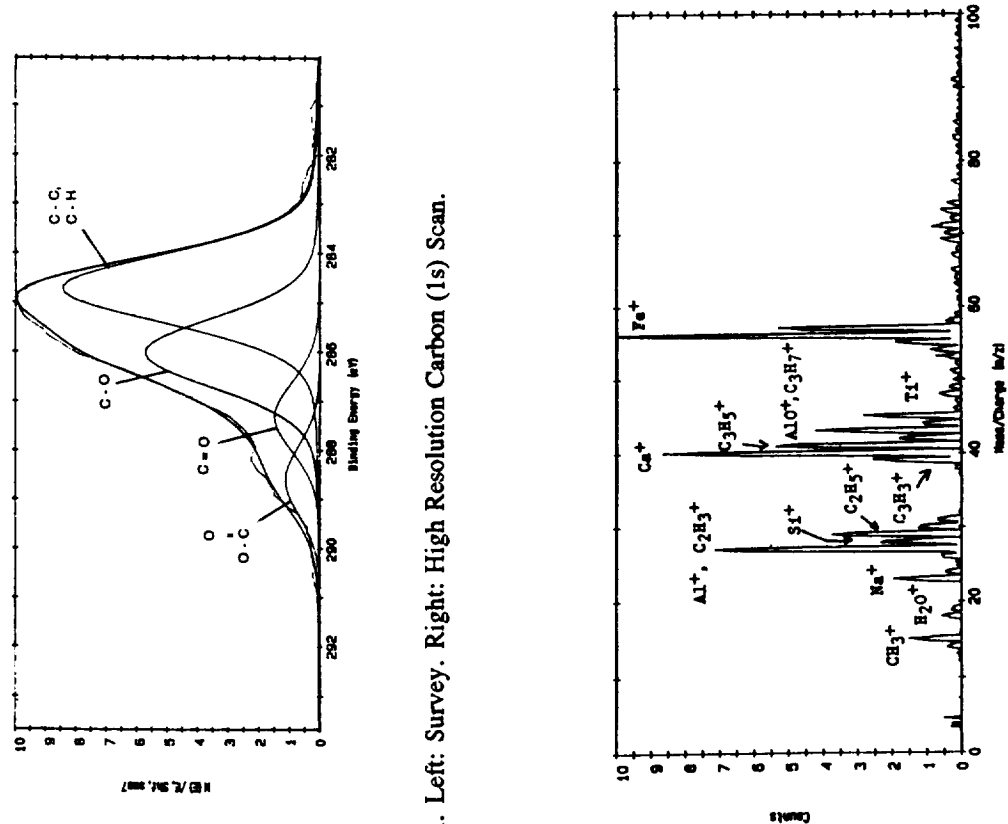 10 9 8 7 6 5 4 3 2 1 0
C-C,
C-H
C-O
C=O
O
"
O-C
292 290 288 286 284 282
Binding Energy (eV)
. Left: Survey. Right: High Resolution Carbon (1s) Scan.
Counts
10 9 8 7 6 5 4 3 2 1 0
CH3+
H2O+
Na+
Al+, C2H3+
Si+
C2H5+
C3H3+
Ca+
C3H5+
AlO+, C3H7+
Ti+
Fe+
0 20 40 60 80 100
Mass/Charge (m/z)